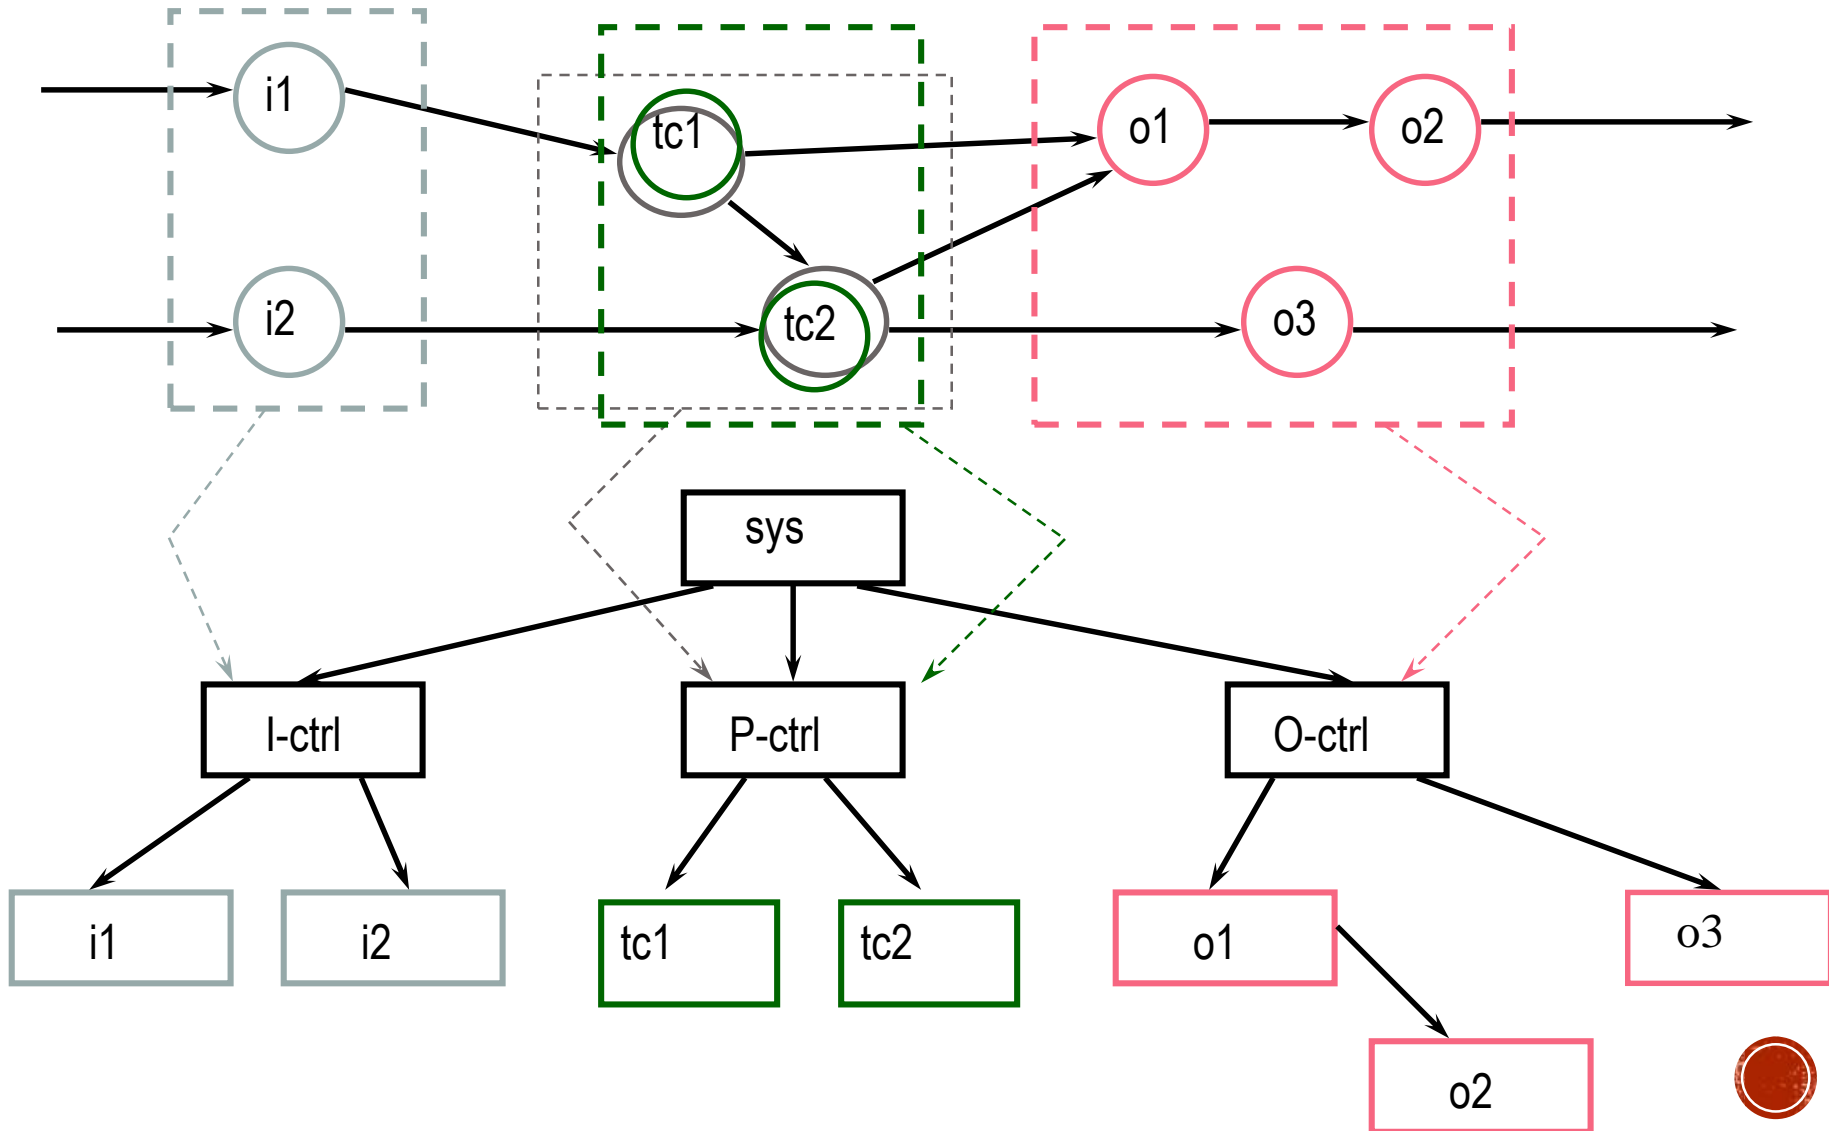 i1
tc1
o1
o2
i2
tc2
o3
sys
I-ctrl
P-ctrl
O-ctrl
i1
i2
tc1
tc2
o1
o3
o2